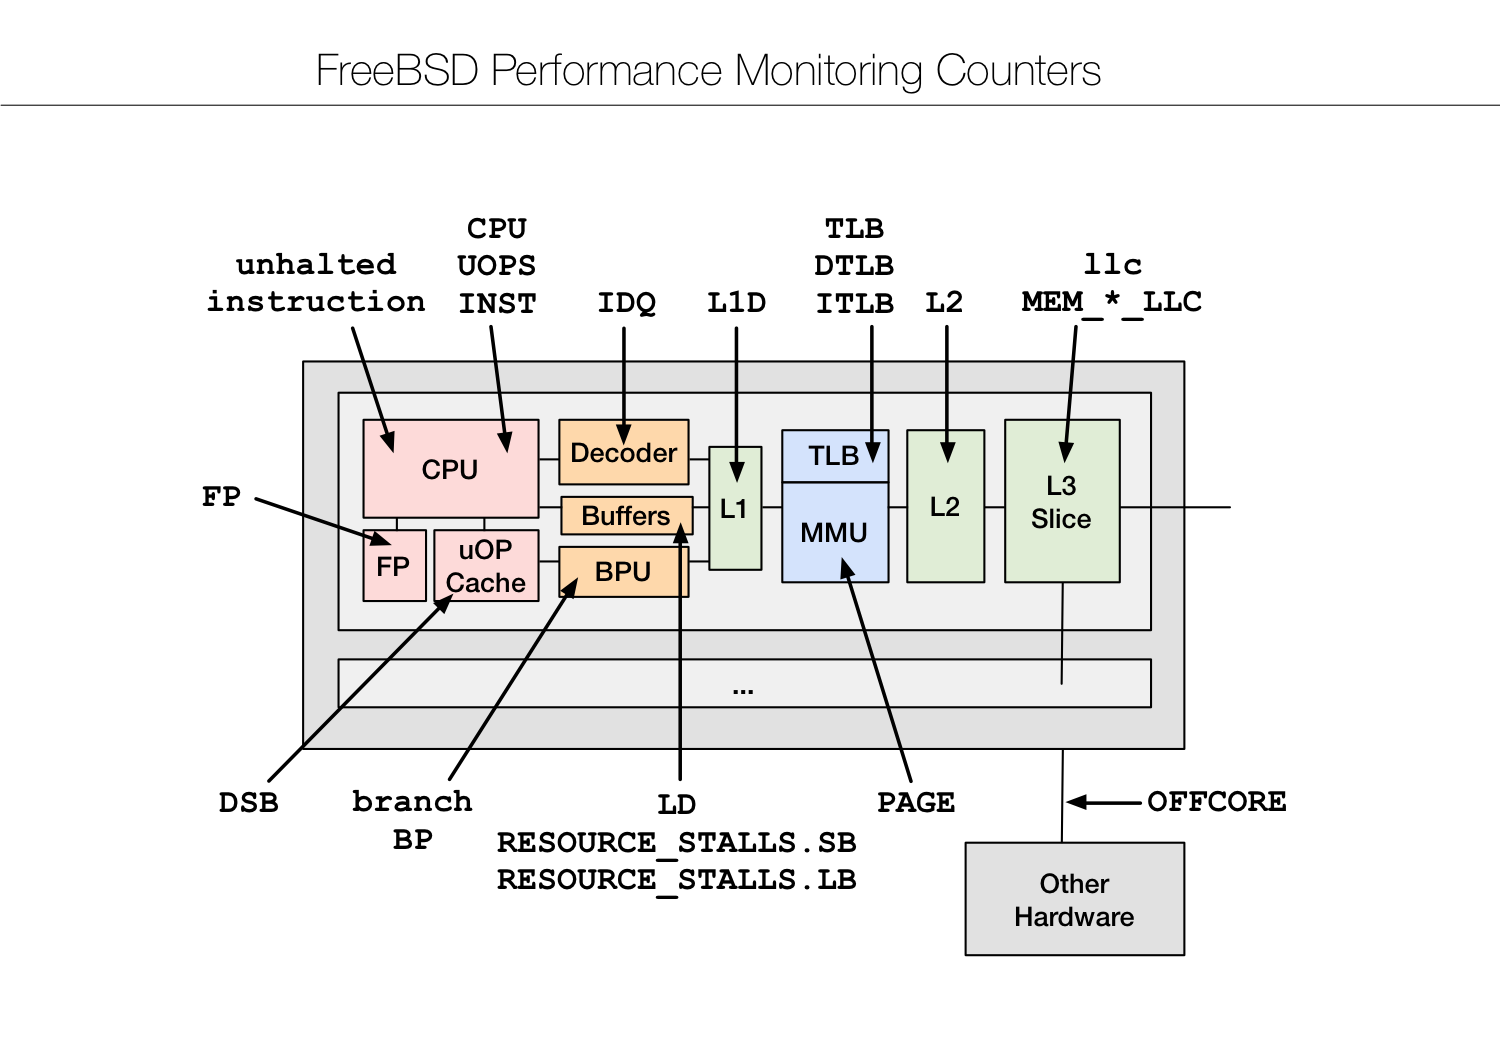 FreeBSD Performance Monitoring Counters
unhalted
instruction
CPU
UOPS
INST
IDQ
L1D
TLB
DTLB
ITLB
L2
llc
MEM_*_LLC
FP
CPU
FP
uOP
Cache
Decoder
Buffers
BPU
L1
TLB
MMU
L2
L3
Slice
...
DSB
branch
BP
LD
RESOURCE_STALLS.SB
RESOURCE_STALLS.LB
PAGE
OFFCORE
Other
Hardware